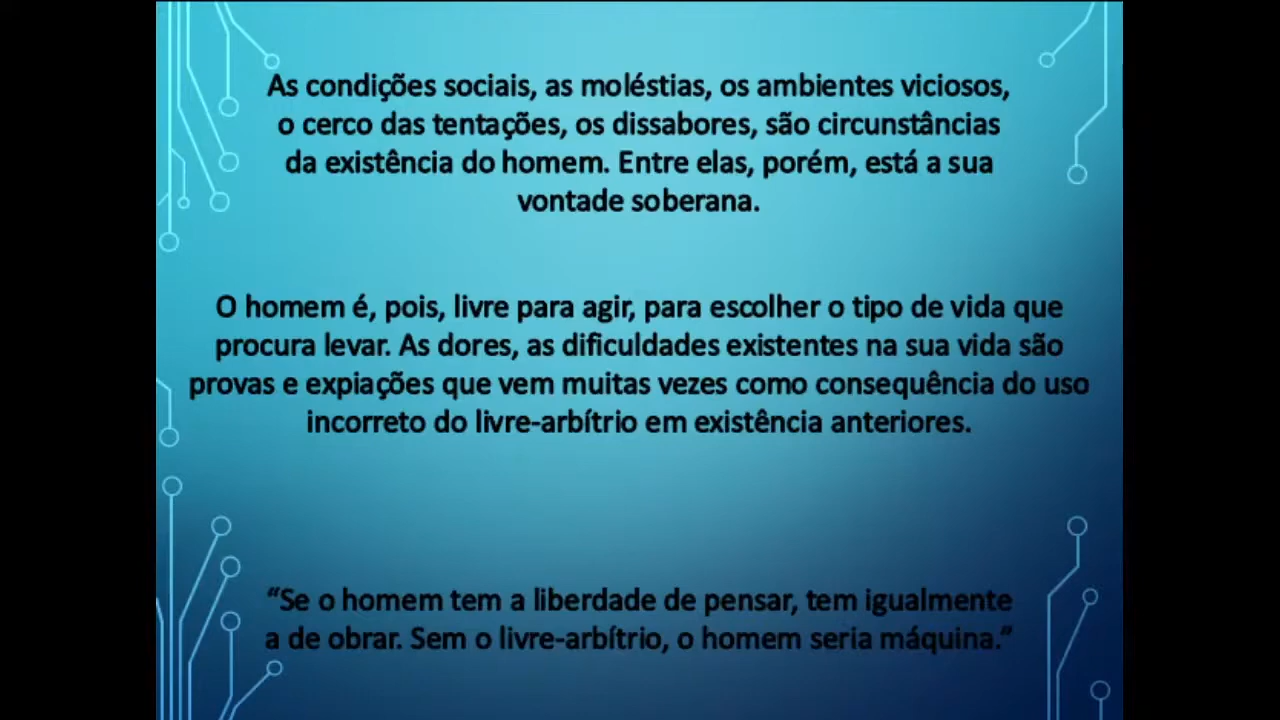 As condições sociais, as moléstias, os ambientes viciosos,
o cerco das tentações, os dissabores, são circunstâncias
da existência do homem. Entre elas, porém, está a sua
vontade soberana.
O homem é, pois, livre para agir, para escolher o tipo de vida que
procura levar. As dores, as dificuldades existentes na sua vida são
provas e expiações que vem muitas vezes como consequência do uso
incorreto do livre-arbítrio em existência anteriores.
“Se o homem tem a liberdade de pensar, tem igualmente
a de obrar. Sem o livre-arbítrio, o homem seria máquina.”